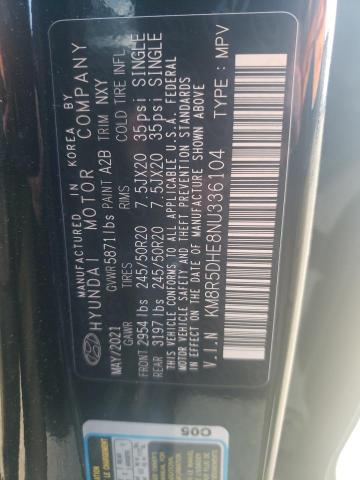 MANUFACTURED IN KOREA BY
HYUNDAI MOTOR COMPANY
GVWR 5871 lbs PAINT A2B TRIM NXY
MAY/2021 GAWR TIRES RIMS COLD TIRE INFL
FRONT 2954 lbs 245/50R20 7.5JX20 35psi SINGLE
REAR 3197 lbs 245/50R20 7.5JX20 35psi SINGLE
THIS VEHICLE CONFORMS TO ALL APPLICABLE U.S.A. FEDERAL
MOTOR VEHICLE SAFETY AND THEFT PREVENTION STANDARDS
IN EFFECT ON THE DATE OF MANUFACTURE SHOWN ABOVE
V.I.N KM8R5DHE8NU336104 TYPE : MPV
C05
LE CHARGEMENT